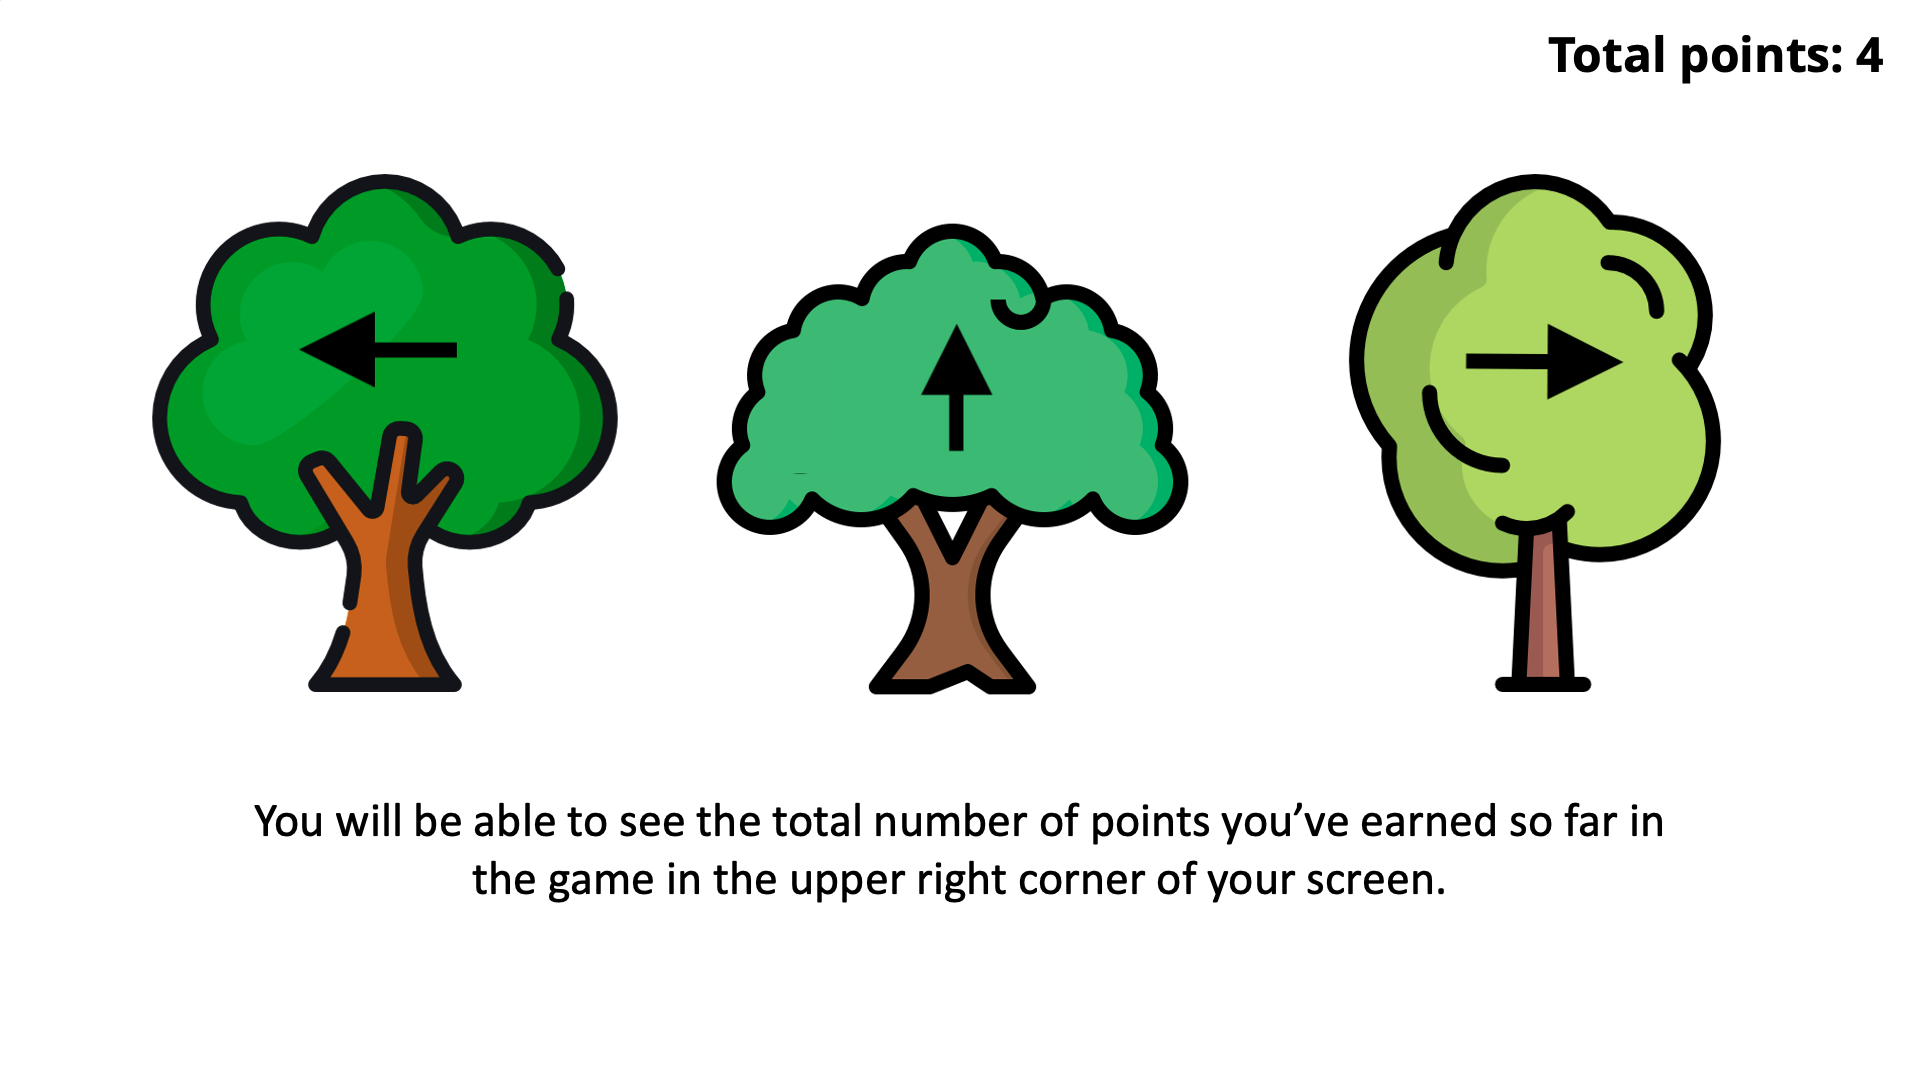 Total points: 4
You will be able to see the total number of points you’ve earned so far in
the game in the upper right corner of your screen.